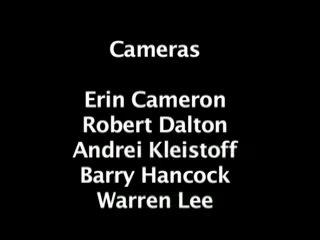 Cameras
Erin Cameron
Robert Dalton
Andrei Kleistoff
Barry Hancock
Warren Lee